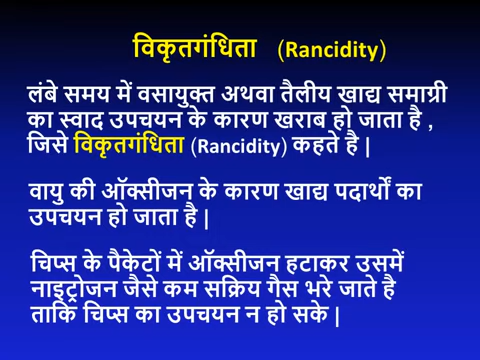 विकृतगंधिता (Rancidity)
लंबे समय में वसायुक्त अथवा तैलीय खाद्य समाग्री
का स्वाद उपचयन के कारण खराब हो जाता है ,
जिसे विकृतगंधिता (Rancidity) कहते है |
वायु की ऑक्सीजन के कारण खाद्य पदार्थों का
उपचयन हो जाता है |
चिप्स के पैकेटों में ऑक्सीजन हटाकर उसमें
नाइट्रोजन जैसे कम सक्रिय गैस भरे जाते है
ताकि चिप्स का उपचयन न हो सके |